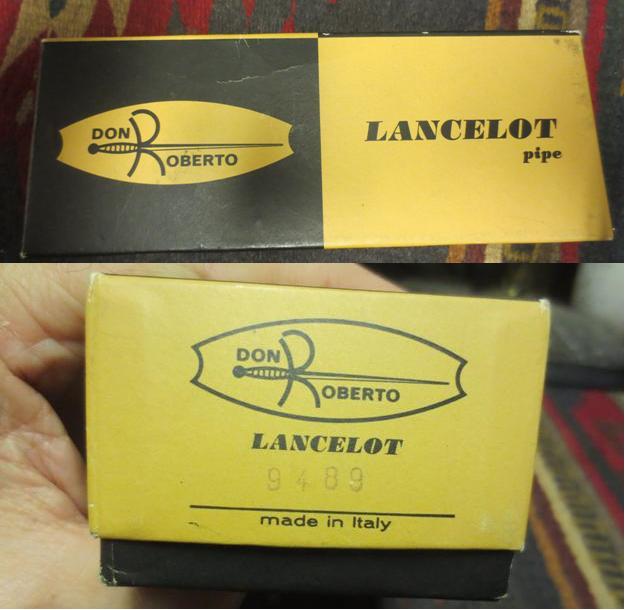 DON
ROBERTO
LANCELOT
pipe
DON
ROBERTO
LANCELOT
9489
made in Italy